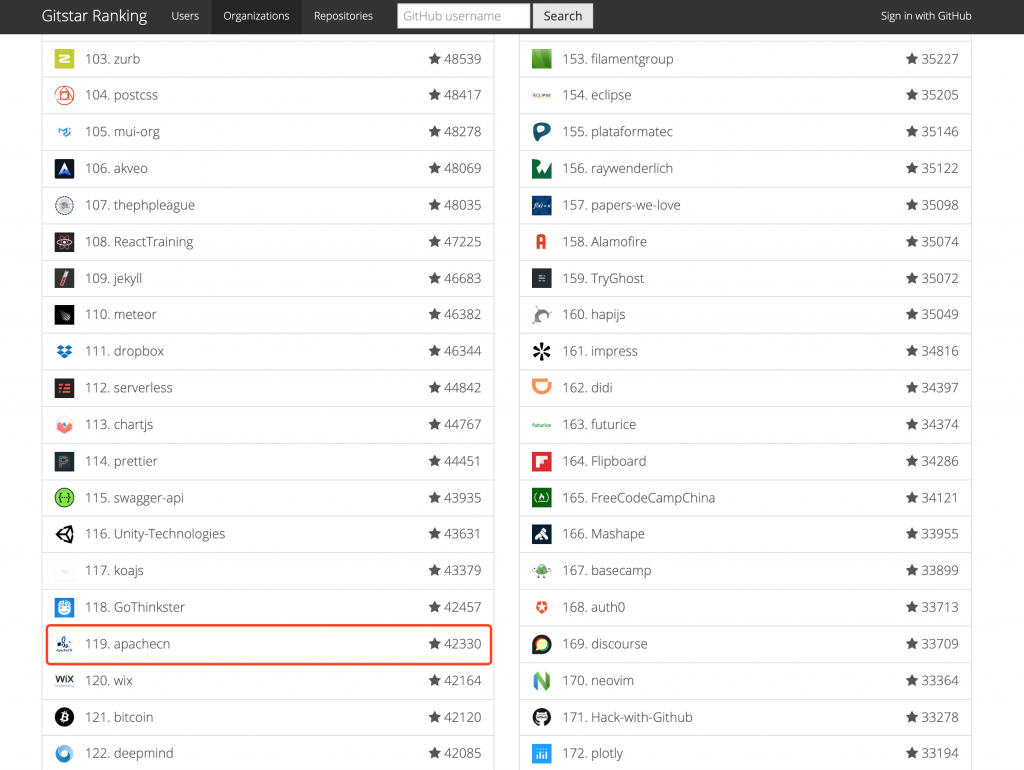 Gitstar Ranking Users Organizations Repositories GitHub username Search Sign in with GitHub
103. zurb 48539
104. postcss 48417
105. mui-org 48278
106. akveo 48069
107. thephpleague 48035
108. ReactTraining 47225
109. jekyll 46683
110. meteor 46382
111. dropbox 46344
112. serverless 44842
113. chartjs 44767
114. prettier 44451
115. swagger-api 43935
116. Unity-Technologies 43631
117. koajs 43379
118. GoThinkster 42457
119. apachecn 42330
WIX 120. wix 42164
121. bitcoin 42120
122. deepmind 42085
153. filamentgroup 35227
ECLIPSE 154. eclipse 35205
155. plataformatec 35146
156. raywenderlich 35122
157. papers-we-love 35098
158. Alamofire 35074
159. TryGhost 35072
160. hapijs 35049
161. impress 34816
162. didi 34397
futurice 163. futurice 34374
164. Flipboard 34286
165. FreeCodeCampChina 34121
166. Mashape 33955
167. basecamp 33899
168. auth0 33713
169. discourse 33709
170. neovim 33364
171. Hack-with-Github 33278
172. plotly 33194